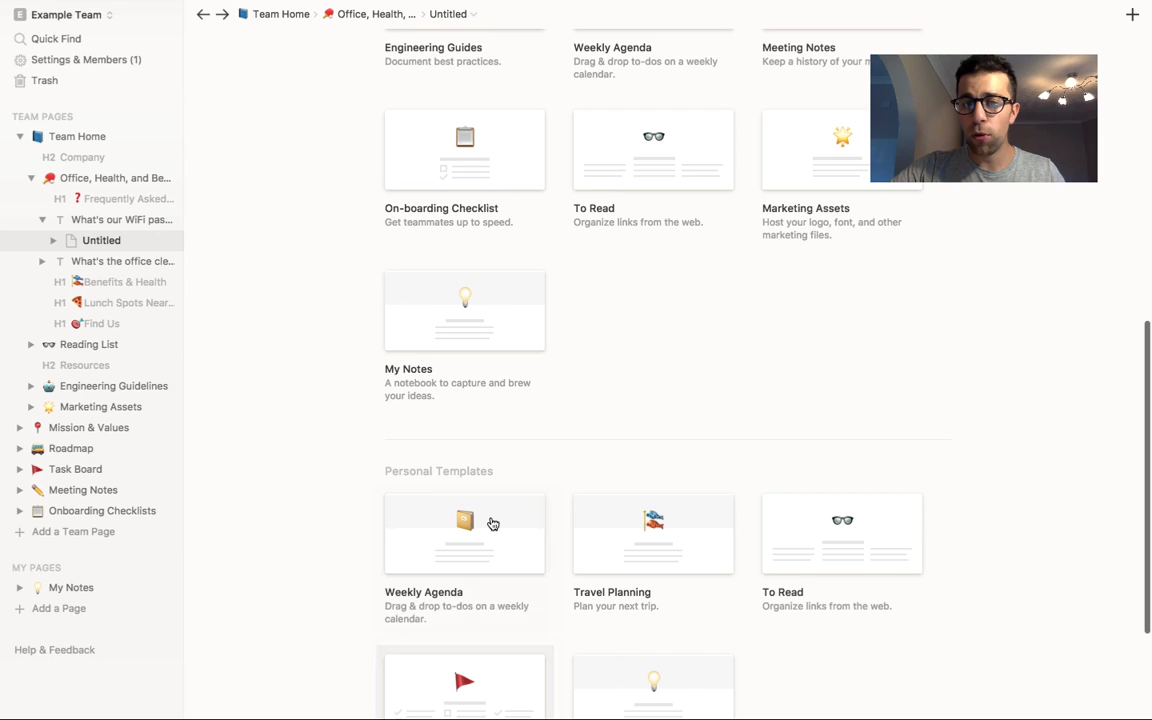 E Example Team
Team Home
Office, Health, ...
Untitled
Quick Find
Settings & Members (1)
Trash
TEAM PAGES
Team Home
H2 Company
Office, Health, and Be...
H1 ❓Frequently Asked...
T What's our WiFi pas...
Untitled
T What's the office cle...
H1 Benefits & Health
H1 Lunch Spots Near...
H1 Find Us
Reading List
H2 Resources
Engineering Guidelines
Marketing Assets
Mission & Values
Roadmap
Task Board
Meeting Notes
Onboarding Checklists
Add a Team Page
MY PAGES
My Notes
Add a Page
Help & Feedback
Engineering Guides
Document best practices.
Weekly Agenda
Drag & drop to-dos on a weekly
calendar.
Meeting Notes
Keep a history of your
On-boarding Checklist
Get teammates up to speed.
To Read
Organize links from the web.
Marketing Assets
Host your logo, font, and other
marketing files.
My Notes
A notebook to capture and brew
your ideas.
Personal Templates
Weekly Agenda
Drag & drop to-dos on a weekly
calendar.
Travel Planning
Plan your next trip.
To Read
Organize links from the web.